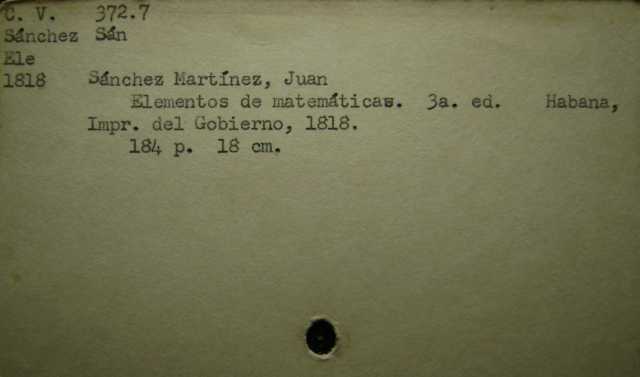 C. V. 372.7
Sánchez Sán
Ele
1818 Sánchez Martínez, Juan
Elementos de matemáticas. 3a. ed. Habana,
Impr. del Gobierno, 1818.
184 p. 18 cm.